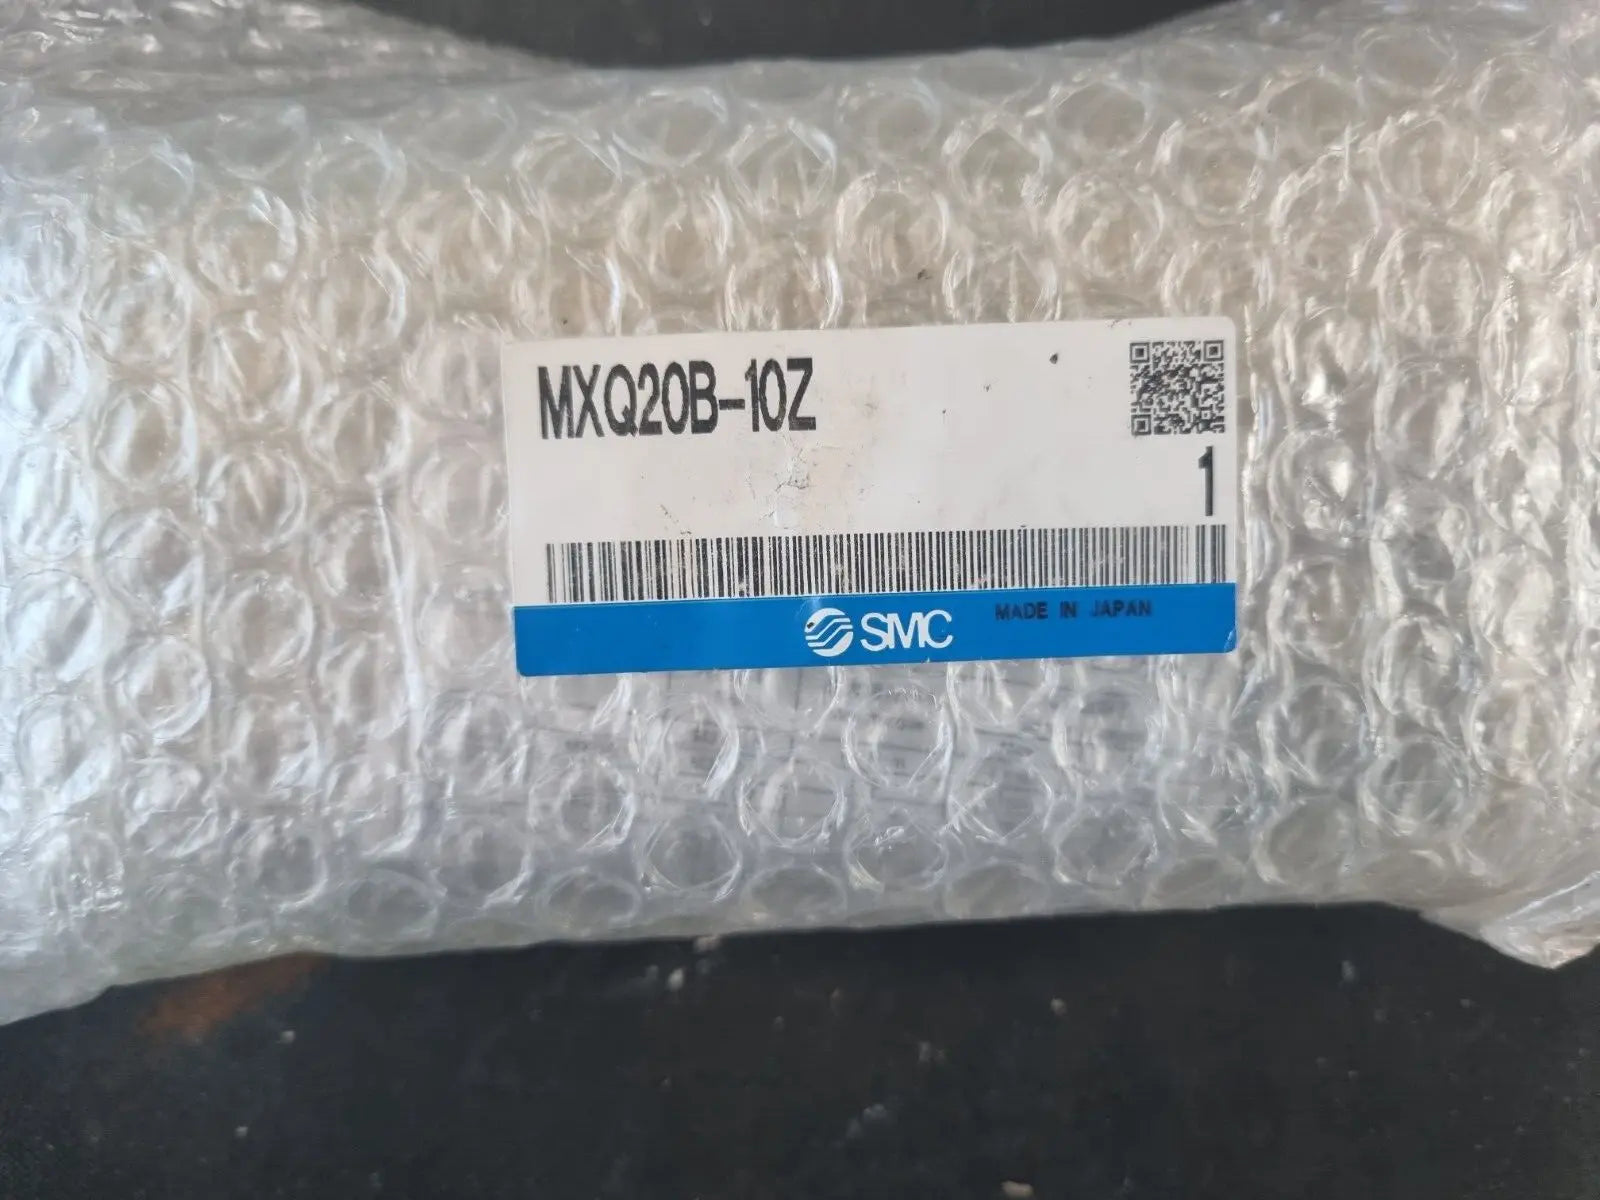 MXQ20B-10Z
1
SMC
MADE IN JAPAN